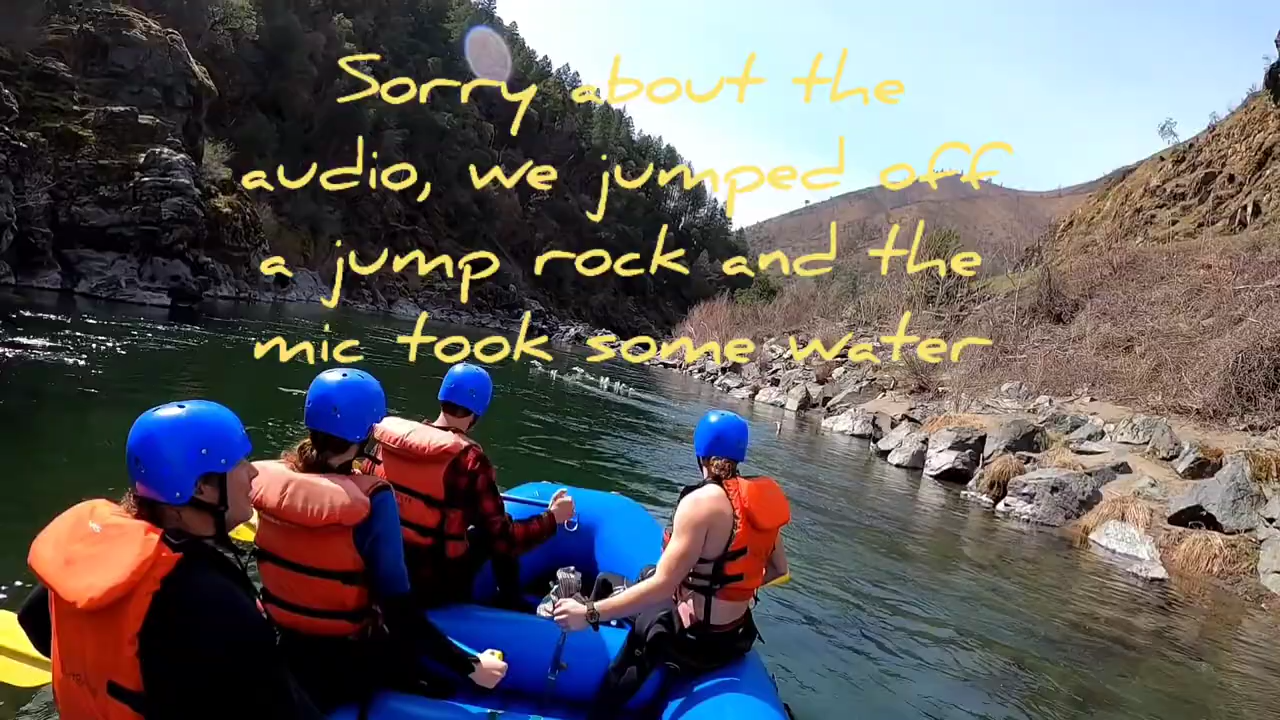 Sorry about the
audio, we jumped off
a jump rock and the
mic took some water